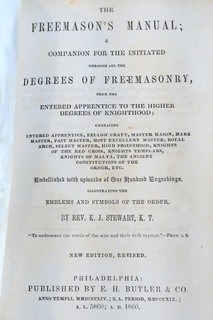 THE
FREEMASON'S MANUAL;
A
COMPANION FOR THE INITIATED
THROUGH ALL THE
DEGREES OF FREEMASONRY,
FROM THE
ENTERED APPRENTICE TO THE HIGHER
DEGREES OF KNIGHTHOOD;
EMBRACING
ENTERED APPRENTICE, FELLOW CRAFT, MASTER MASON, MARK
MASTER, PAST MASTER, MOST EXCELLENT MASTER, ROYAL
ARCH, SELECT MASTER, HIGH PRIESTHOOD, KNIGHTS
OF THE RED CROSS, KNIGHTS TEMPLARS,
KNIGHTS OF MALTA, THE ANCIENT
CONSTITUTIONS OF THE
ORDER, ETC.
Embellished with upwards of One Hundred Engravings,
ILLUSTRATING THE
EMBLEMS AND SYMBOLS OF THE ORDER,
BY REV. K. J. STEWART, K. T.
"To understand the words of the wise and their dark sayings."—PROV. I. 6.
NEW EDITION, REVISED.
PHILADELPHIA:
PUBLISHED BY E. H. BUTLER & CO.
A. L. 5860; A. D. 1860,